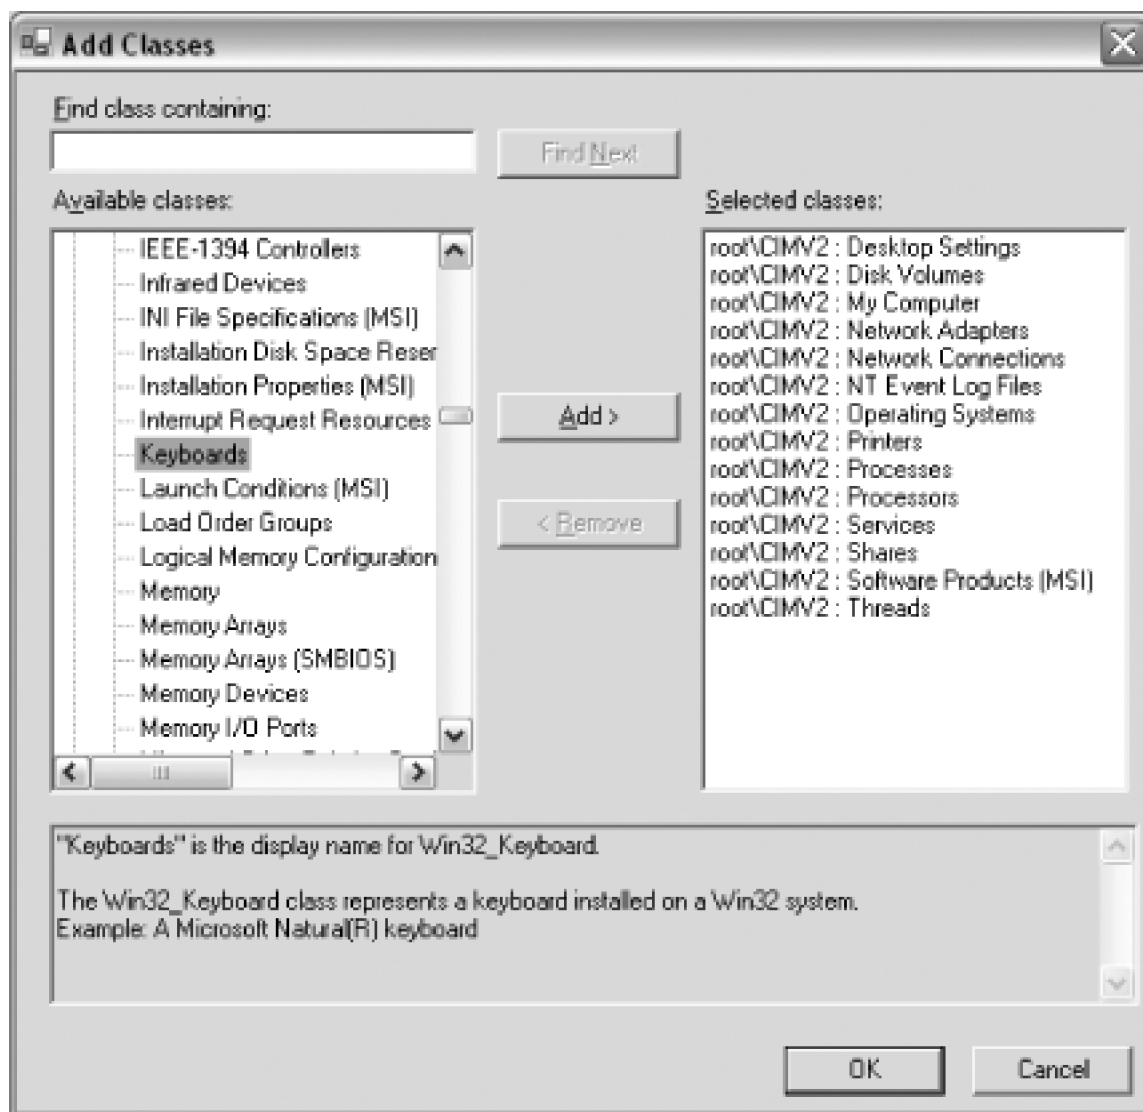 Add Classes
Find class containing:
Find Next
Available classes:
IEEE-1394 Controllers
Infrared Devices
INI File Specifications (MSI)
Installation Disk Space Reser
Installation Properties (MSI)
Interrupt Request Resources
Keyboards
Launch Conditions (MSI)
Load Order Groups
Logical Memory Configuration
Memory
Memory Arrays
Memory Arrays (SMBIOS)
Memory Devices
Memory I/O Ports
Add >
< Remove
Selected classes:
root\CIMV2 : Desktop Settings
root\CIMV2 : Disk Volumes
root\CIMV2 : My Computer
root\CIMV2 : Network Adapters
root\CIMV2 : Network Connections
root\CIMV2 : NT Event Log Files
root\CIMV2 : Operating Systems
root\CIMV2 : Printers
root\CIMV2 : Processes
root\CIMV2 : Processors
root\CIMV2 : Services
root\CIMV2 : Shares
root\CIMV2 : Software Products (MSI)
root\CIMV2 : Threads
"Keyboards" is the display name for Win32_Keyboard.
The Win32_Keyboard class represents a keyboard installed on a Win32 system.
Example: A Microsoft Natural(R) keyboard
OK
Cancel